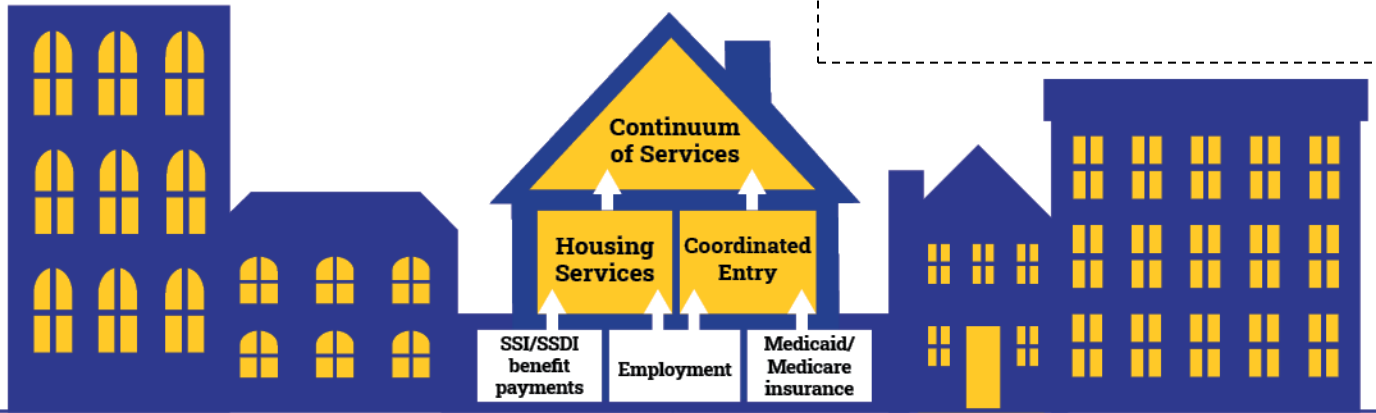 Continuum
of Services
Housing
Services
Coordinated
Entry
SSI/SSDI
benefit
payments
Employment
Medicaid/
Medicare
insurance